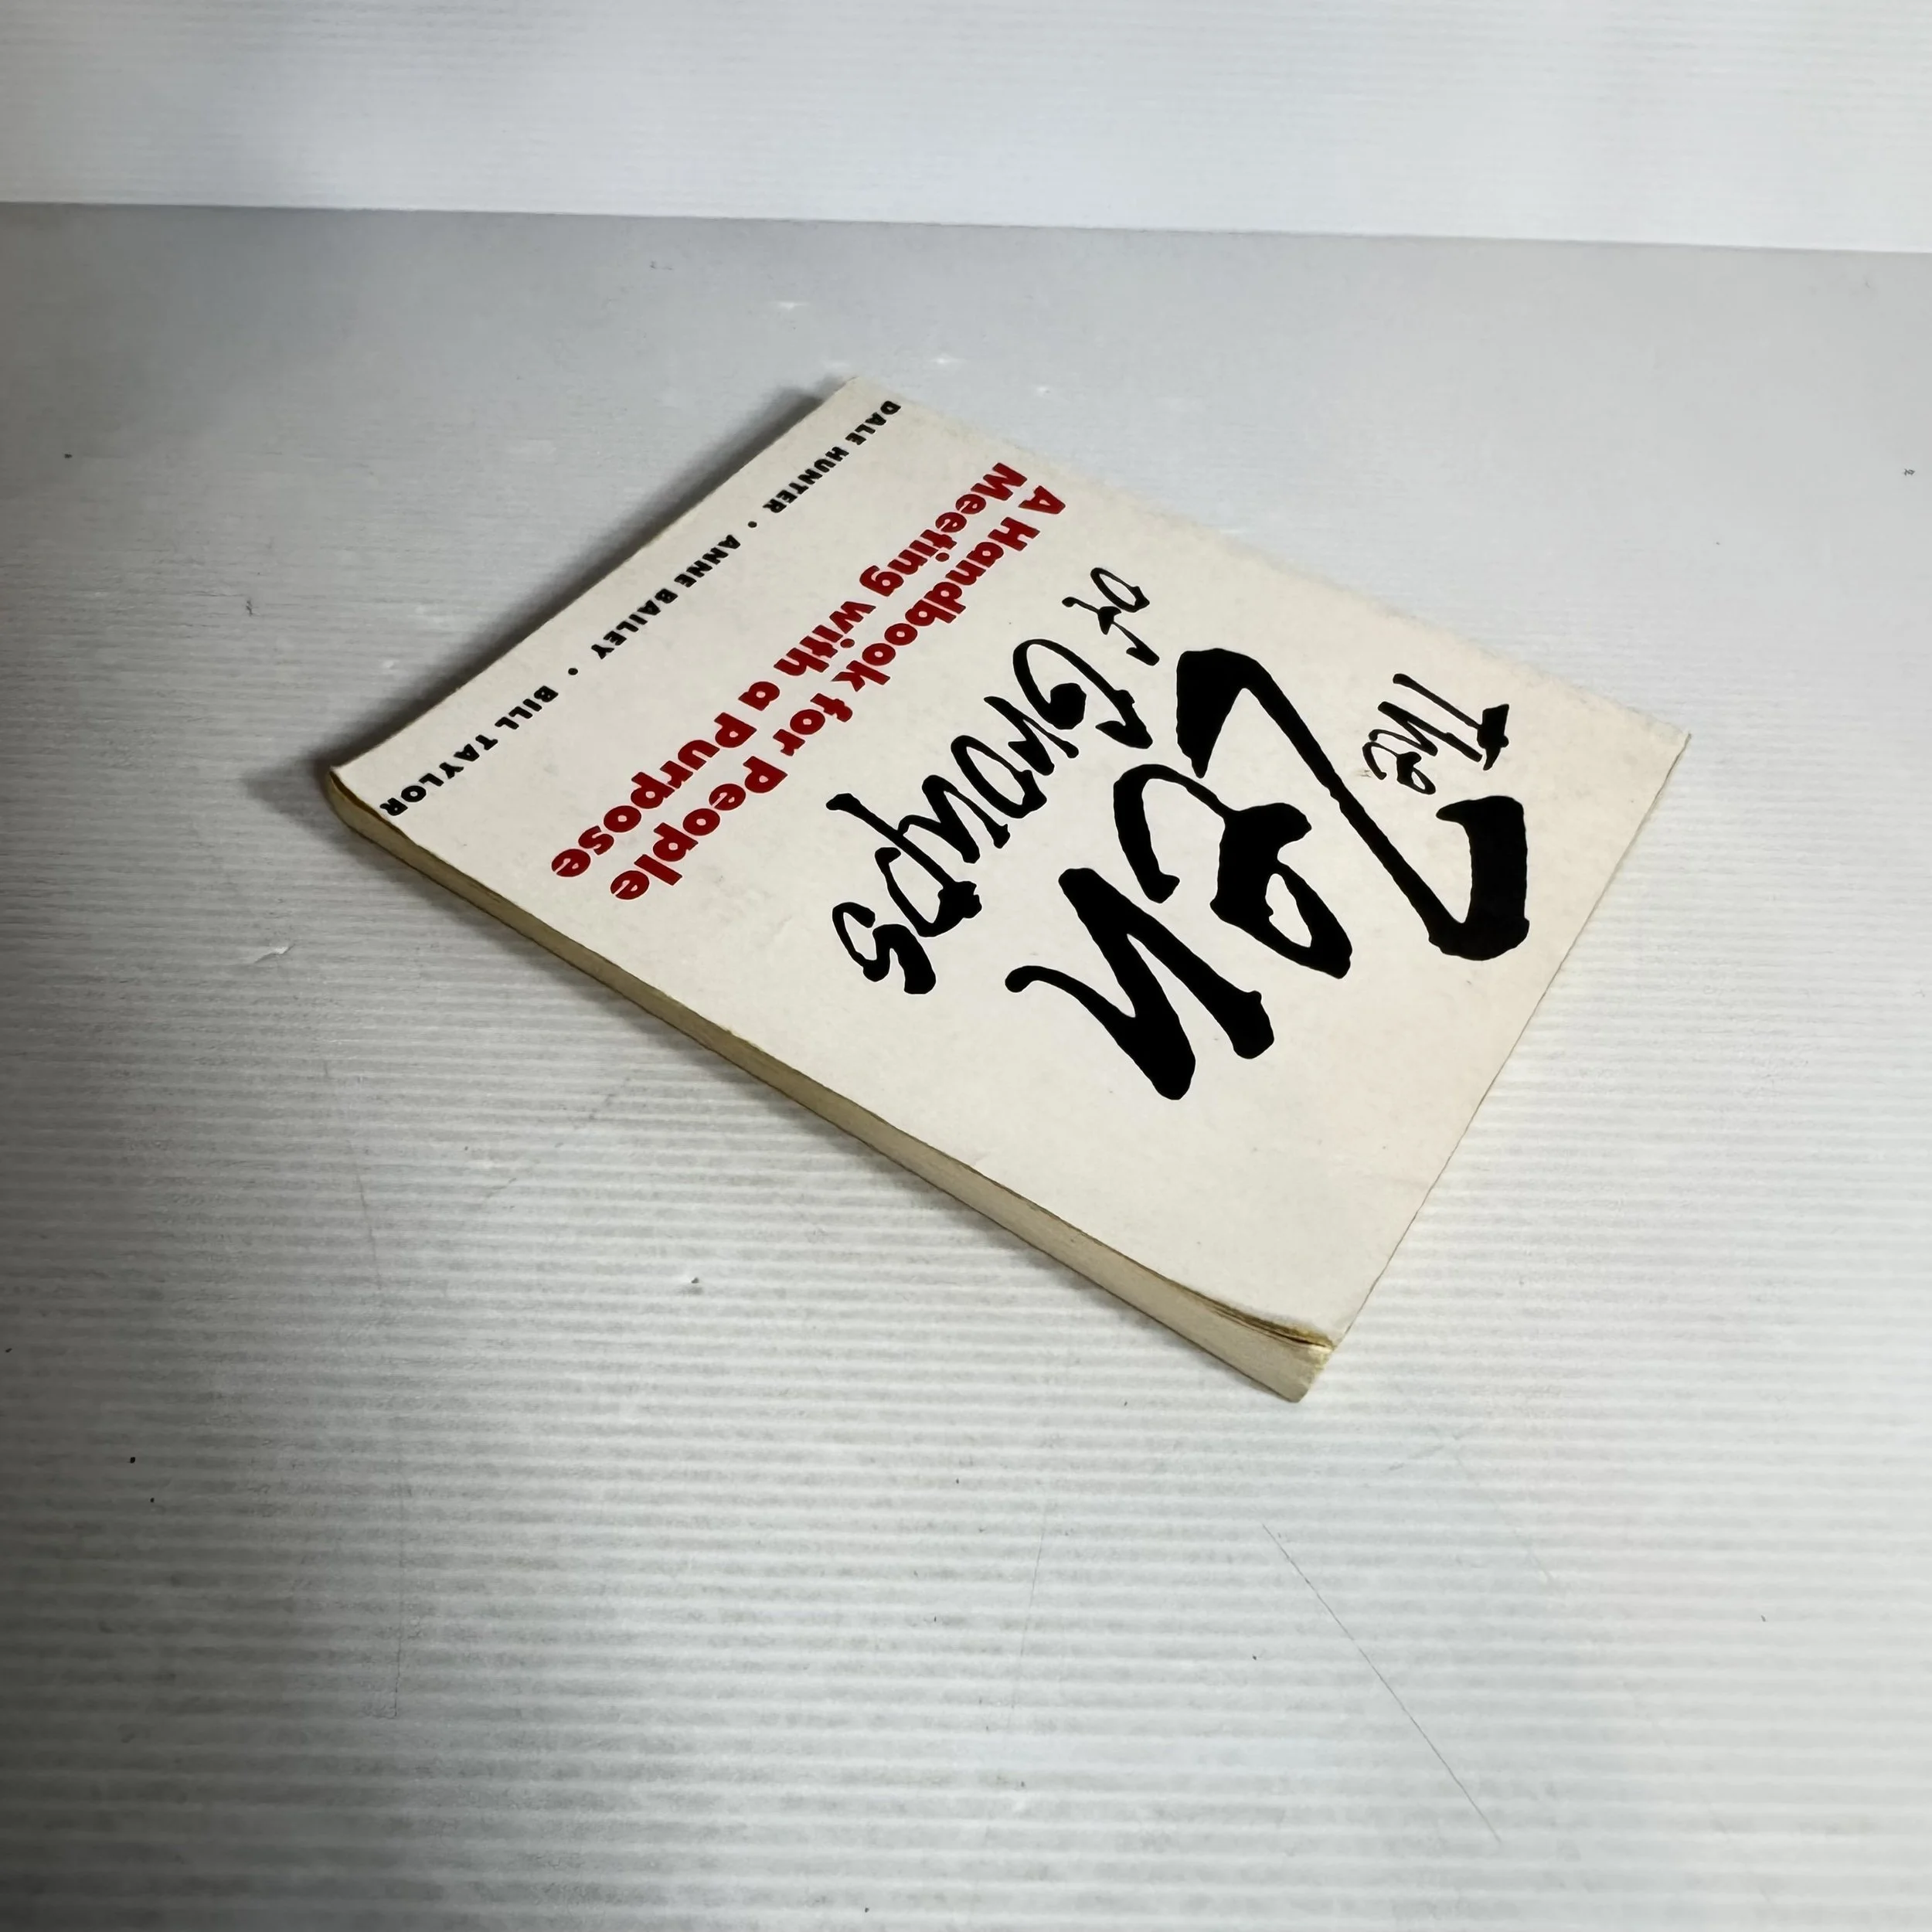 The
Zen
of Groups
A Handbook for People
Meeting with a Purpose
DALE HUNTER • ANNE BAILEY • BILL TAYLOR